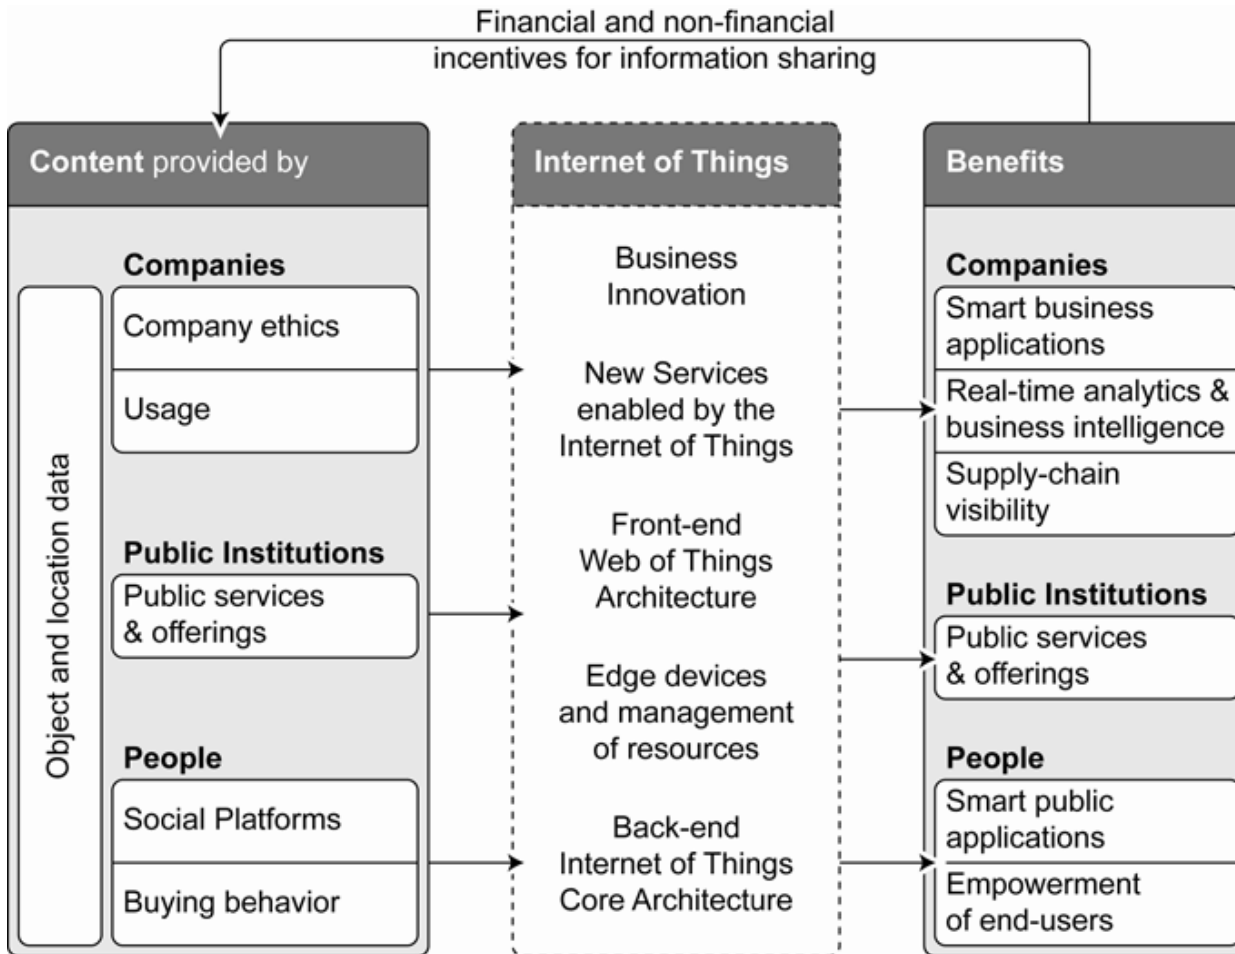 Financial and non-financial
incentives for information sharing
Content provided by
Companies
Company ethics
Usage
Public Institutions
Public services
& offerings
People
Social Platforms
Buying behavior
Object and location data
Internet of Things
Business
Innovation
New Services
enabled by the
Internet of Things
Front-end
Web of Things
Architecture
Edge devices
and management
of resources
Back-end
Internet of Things
Core Architecture
Benefits
Companies
Smart business
applications
Real-time analytics &
business intelligence
Supply-chain
visibility
Public Institutions
Public services
& offerings
People
Smart public
applications
Empowerment
of end-users